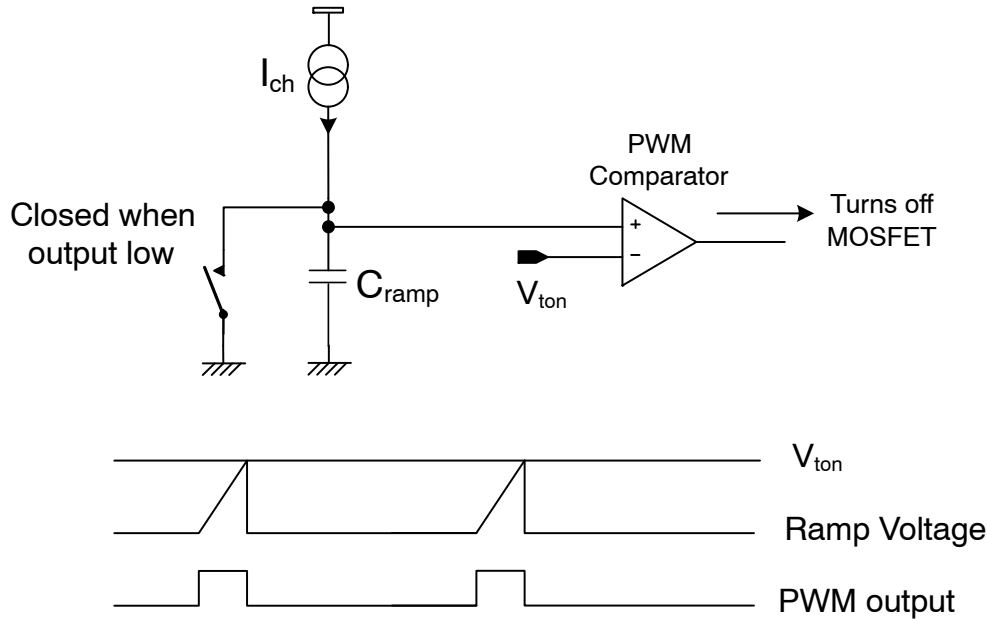 I_ch
PWM
Comparator
Closed when
output low
Turns off
MOSFET
+
−
C_ramp
V_ton
V_ton
Ramp Voltage
PWM output